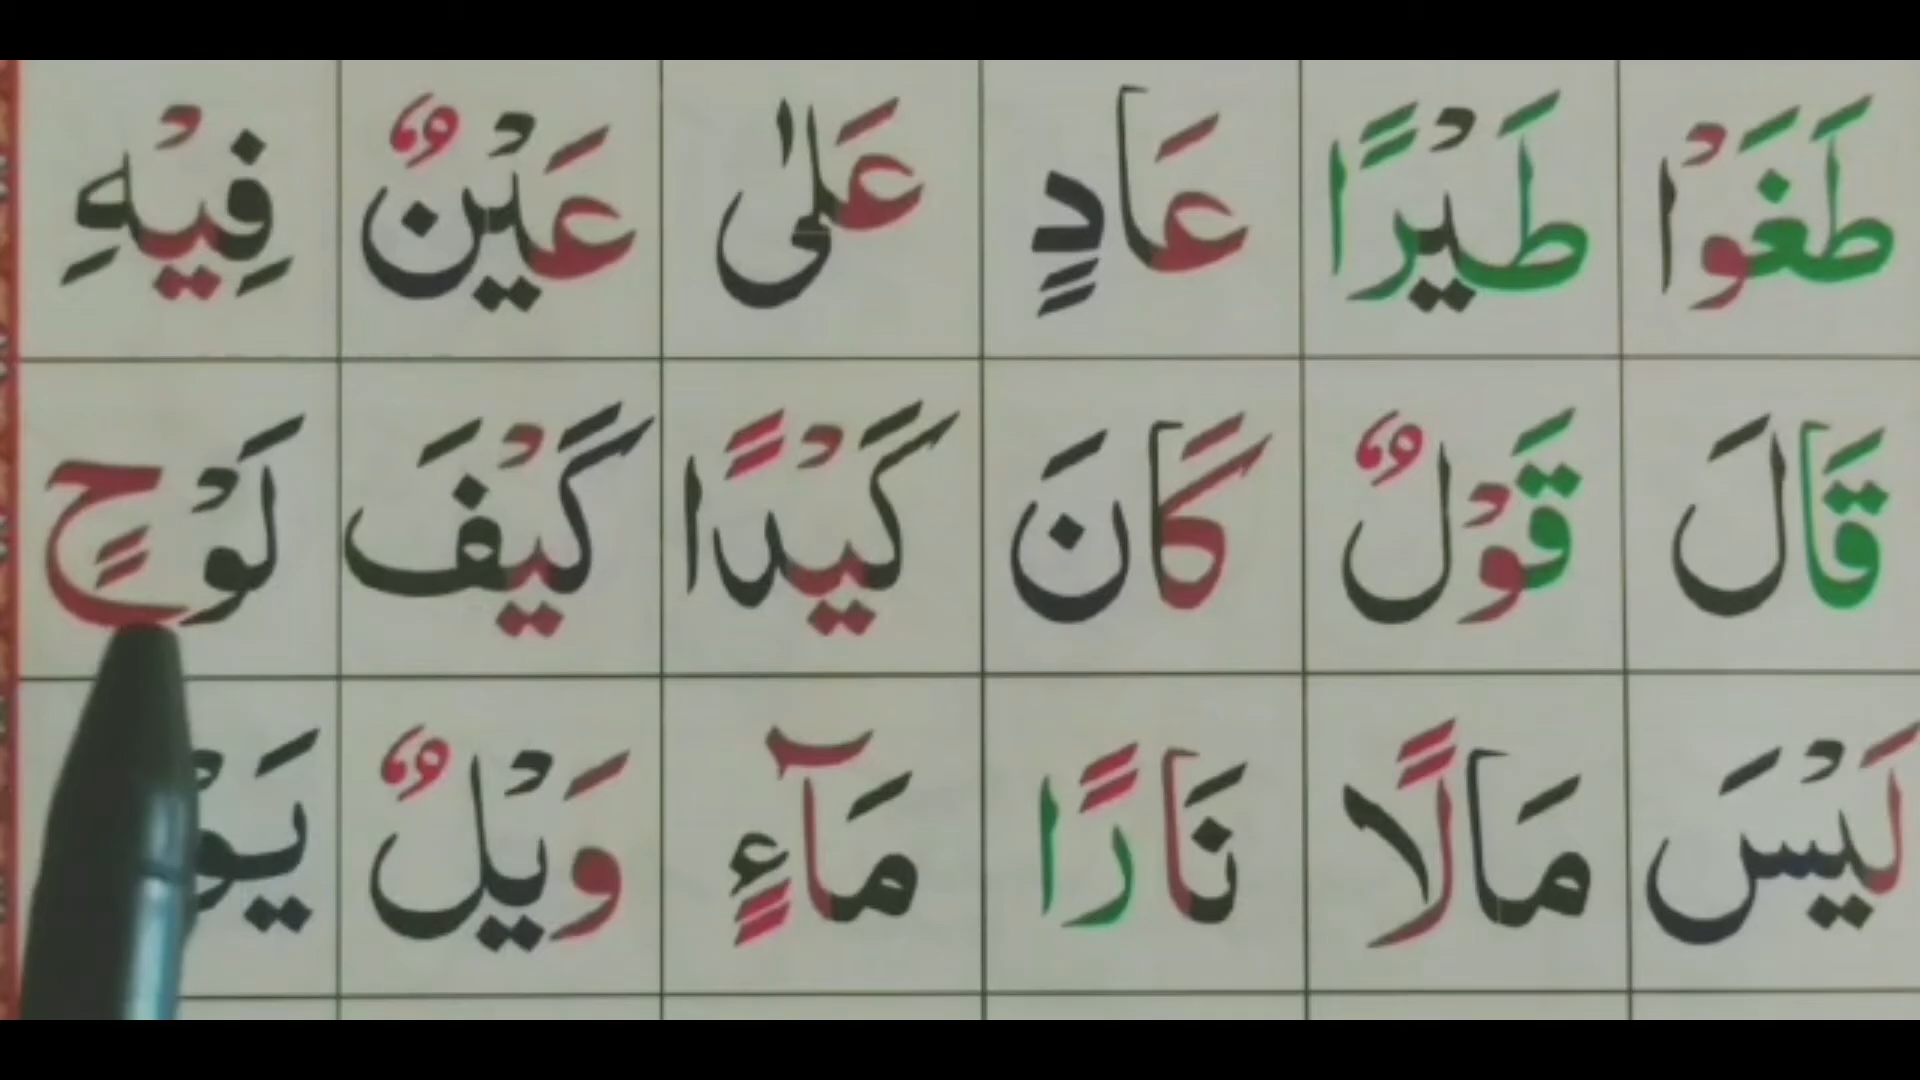 طَغَوْا طَيْرًا عَادٍ عَلٰى عَيْنٌ فِيْهِ
قَالَ قَوْلٌ كَانَ كَيْدًا كَيْفَ لَوْحٍ
لَيْسَ مَالًا نَارًا مَآءٍ وَيْلٌ